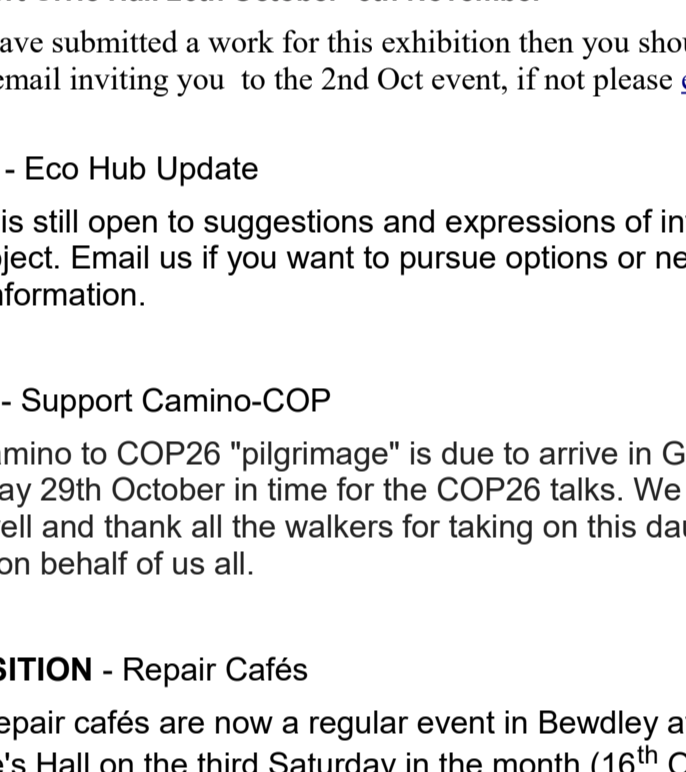 ave submitted a work for this exhibition then you shou
email inviting you to the 2nd Oct event, if not please
- Eco Hub Update
is still open to suggestions and expressions of in
ject. Email us if you want to pursue options or ne
formation.
- Support Camino-COP
mino to COP26 "pilgrimage" is due to arrive in G
ay 29th October in time for the COP26 talks. We
ell and thank all the walkers for taking on this dau
on behalf of us all.
SITION - Repair Cafés
epair cafés are now a regular event in Bewdley a
's Hall on the third Saturday in the month (16th